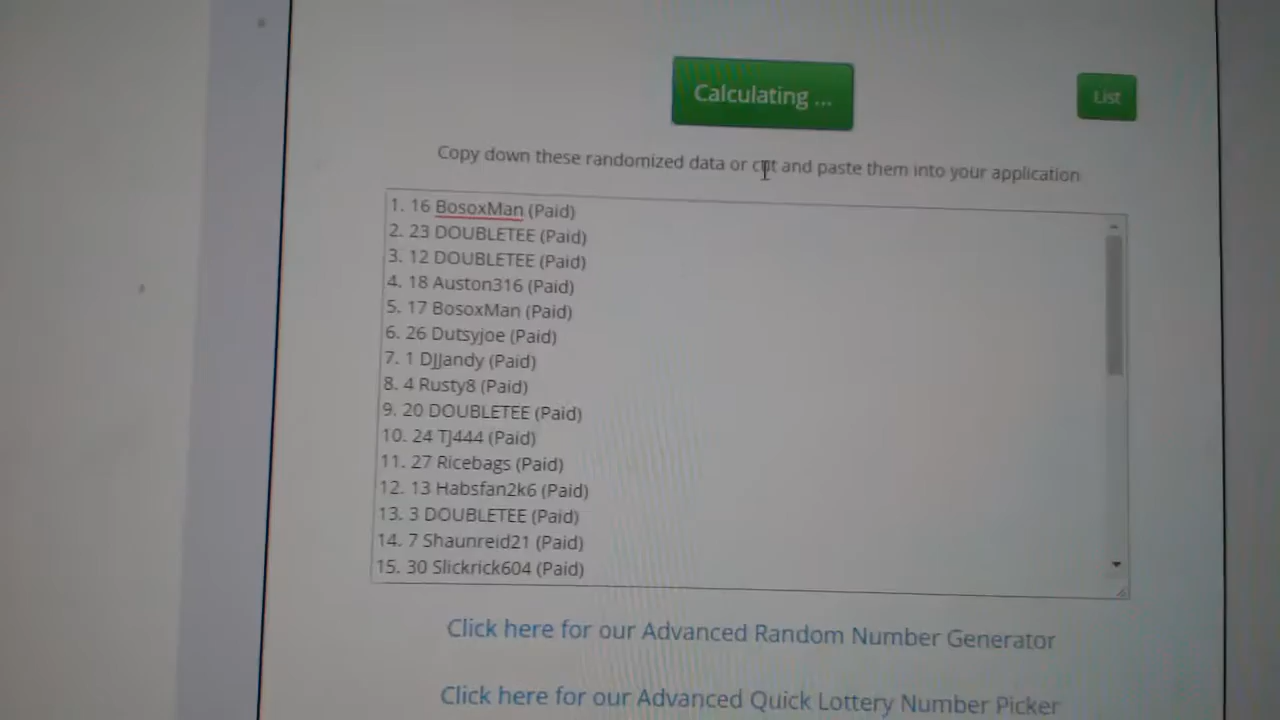 Calculating ...
List
Copy down these randomized data or cut and paste them into your application
1. 16 BosoxMan (Paid)
2. 23 DOUBLETEE (Paid)
3. 12 DOUBLETEE (Paid)
4. 18 Auston316 (Paid)
5. 17 BosoxMan (Paid)
6. 26 Dutsyjoe (Paid)
7. 1 DJJandy (Paid)
8. 4 Rusty8 (Paid)
9. 20 DOUBLETEE (Paid)
10. 24 TJ444 (Paid)
11. 27 Ricebags (Paid)
12. 13 Habsfan2k6 (Paid)
13. 3 DOUBLETEE (Paid)
14. 7 Shaunreid21 (Paid)
15. 30 Slickrick604 (Paid)
Click here for our Advanced Random Number Generator
Click here for our Advanced Quick Lottery Number Picker